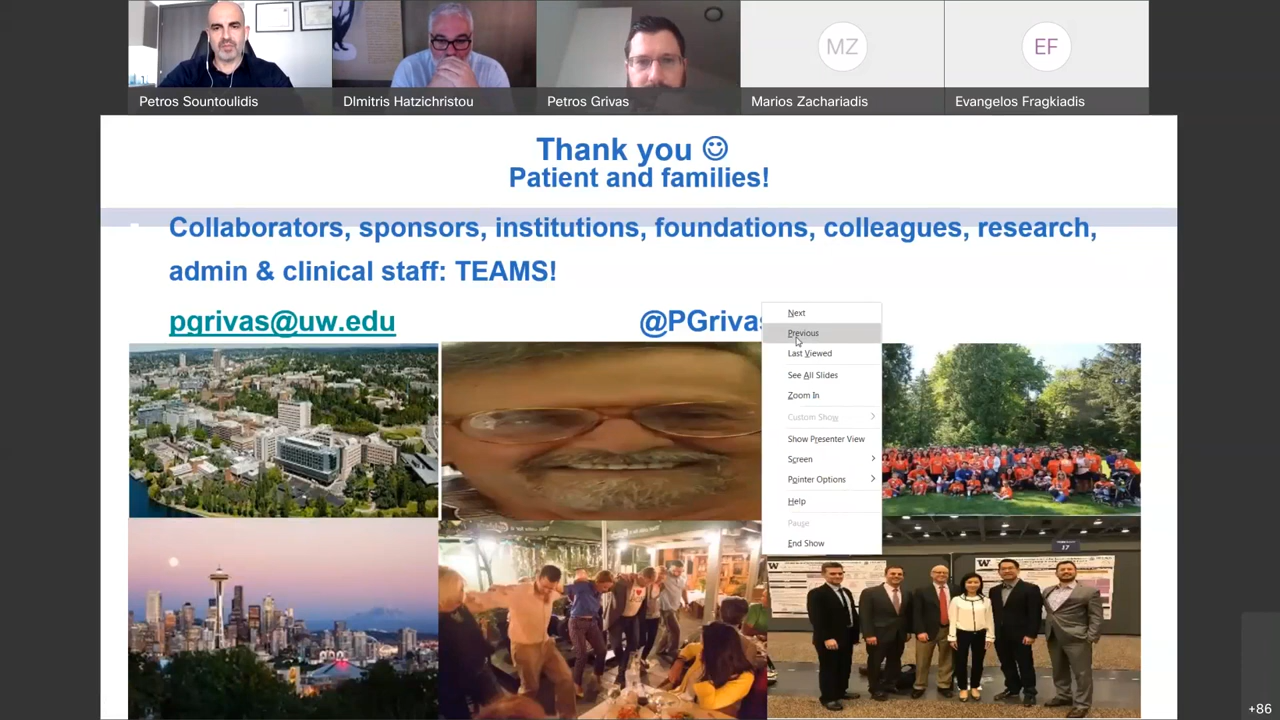 Petros Sountoulidis
DImitris Hatzichristou
Petros Grivas
MZ
Marios Zachariadis
EF
Evangelos Fragkiadis
Thank you ☺
Patient and families!
Collaborators, sponsors, institutions, foundations, colleagues, research,
admin & clinical staff: TEAMS!
pgrivas@uw.edu
@PGrivas
Next
Previous
Last Viewed
See All Slides
Zoom In
Custom Show
Show Presenter View
Screen
Pointer Options
Help
Pause
End Show
W
17
W
+86